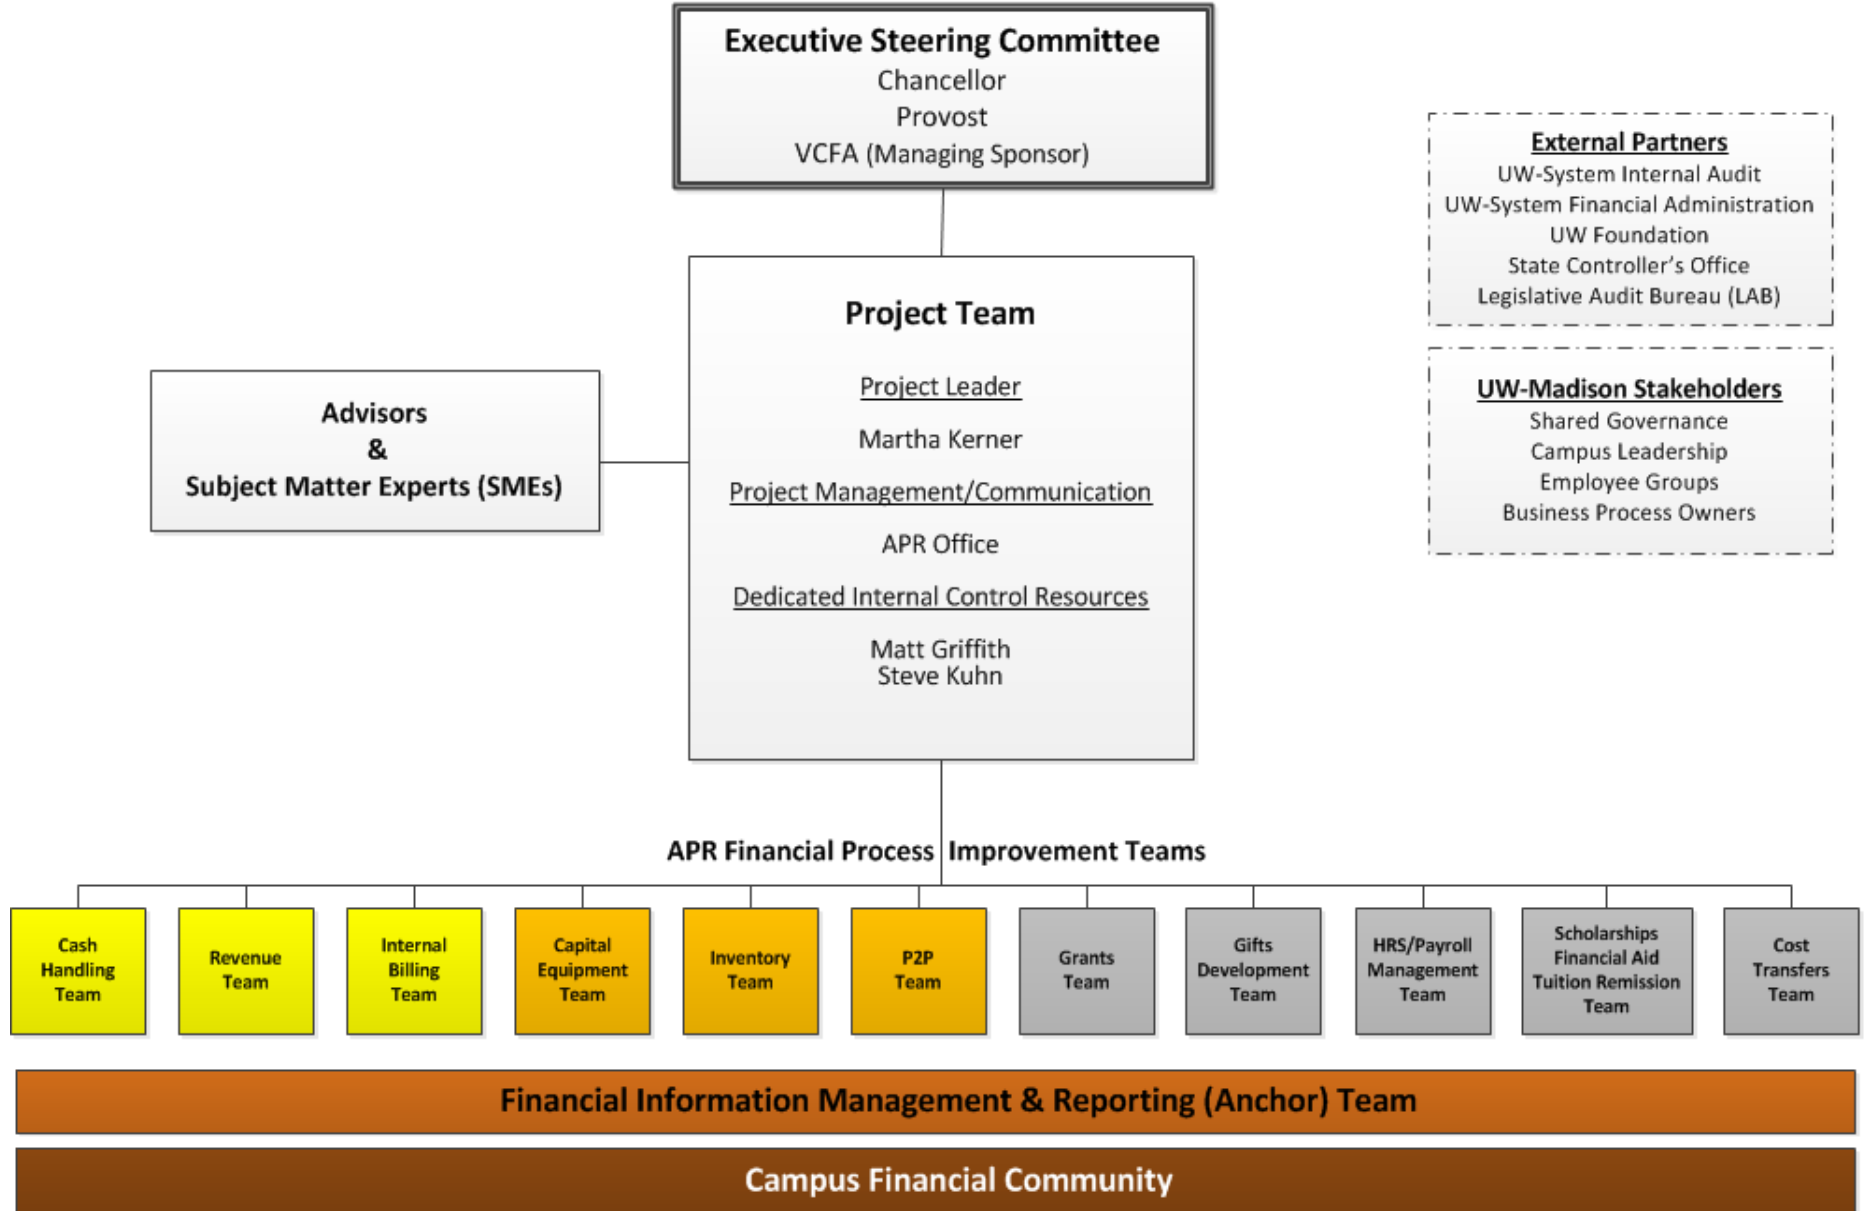 Executive Steering Committee
Chancellor
Provost
VCFA (Managing Sponsor)
External Partners
UW-System Internal Audit
UW-System Financial Administration
UW Foundation
State Controller's Office
Legislative Audit Bureau (LAB)
UW-Madison Stakeholders
Shared Governance
Campus Leadership
Employee Groups
Business Process Owners
Advisors
&
Subject Matter Experts (SMEs)
Project Team
Project Leader
Martha Kerner
Project Management/Communication
APR Office
Dedicated Internal Control Resources
Matt Griffith
Steve Kuhn
APR Financial Process Improvement Teams
Cash
Handling
Team
Revenue
Team
Internal
Billing
Team
Capital
Equipment
Team
Inventory
Team
P2P
Team
Grants
Team
Gifts
Development
Team
HRS/Payroll
Management
Team
Scholarships
Financial Aid
Tuition Remission
Team
Cost
Transfers
Team
Financial Information Management & Reporting (Anchor) Team
Campus Financial Community